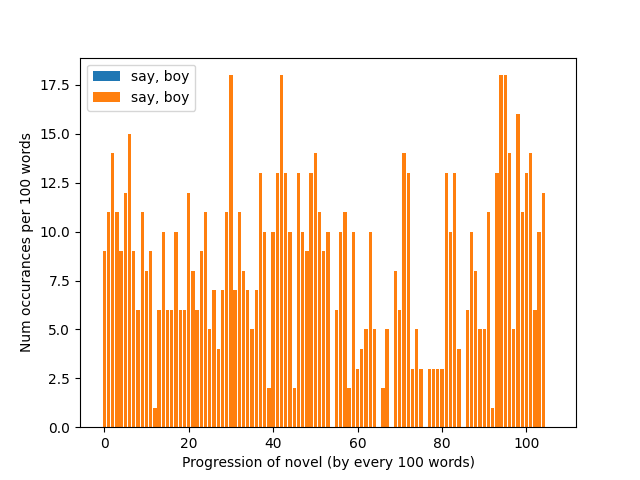 say, boy
say, boy
17.5
15.0
12.5
10.0
7.5
5.0
2.5
0.0
Num occurances per 100 words
0 20 40 60 80 100
Progression of novel (by every 100 words)